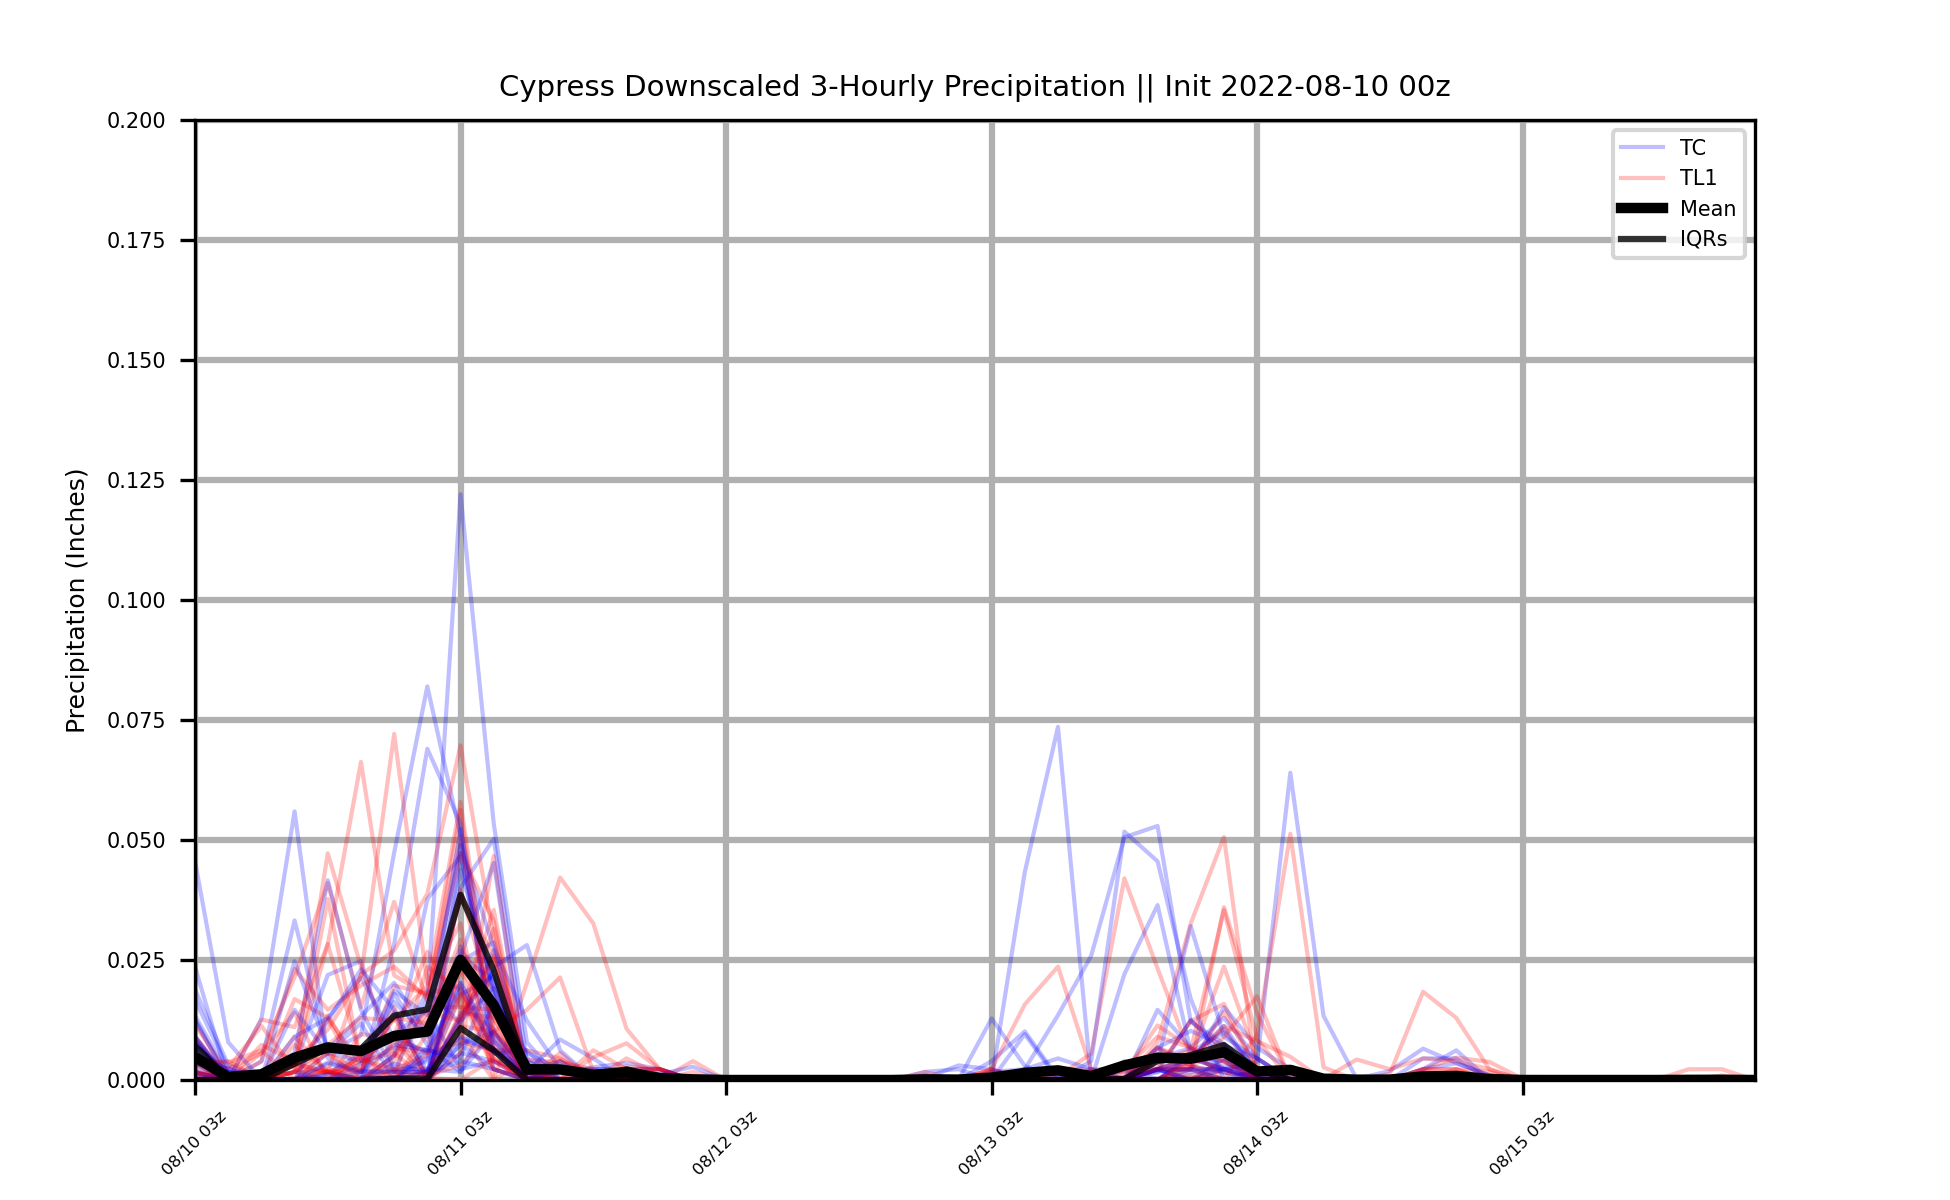 Cypress Downscaled 3-Hourly Precipitation || Init 2022-08-10 00z
TC
TL1
Mean
IQRs
Precipitation (Inches)
0.200
0.175
0.150
0.125
0.100
0.075
0.050
0.025
0.000
08/10 03z
08/11 03z
08/12 03z
08/13 03z
08/14 03z
08/15 03z